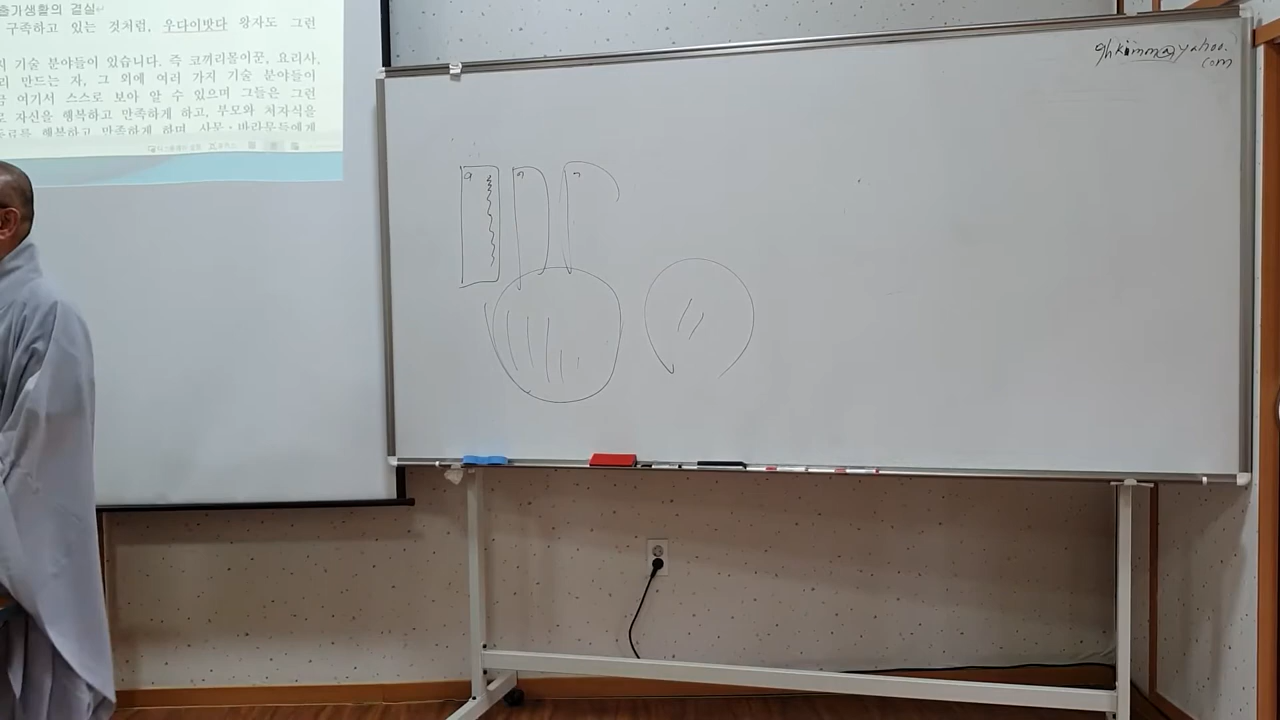 출가생활의 결실
구족하고 있는 것처럼, 우다이밧다 왕자도 그런
기술 분야들이 있습니다. 즉 코끼리몰이꾼, 요리사,
만드는 자, 그 외에 여러 가지 기술 분야들이
여기서 스스로 보아 알 수 있으며 그들은 그런
자신을 행복하고 만족하게 하고, 부모와 처자식을
행복하고 만족하게 하며, 사문·바라문들에게
ghkimm@yahoo.
com